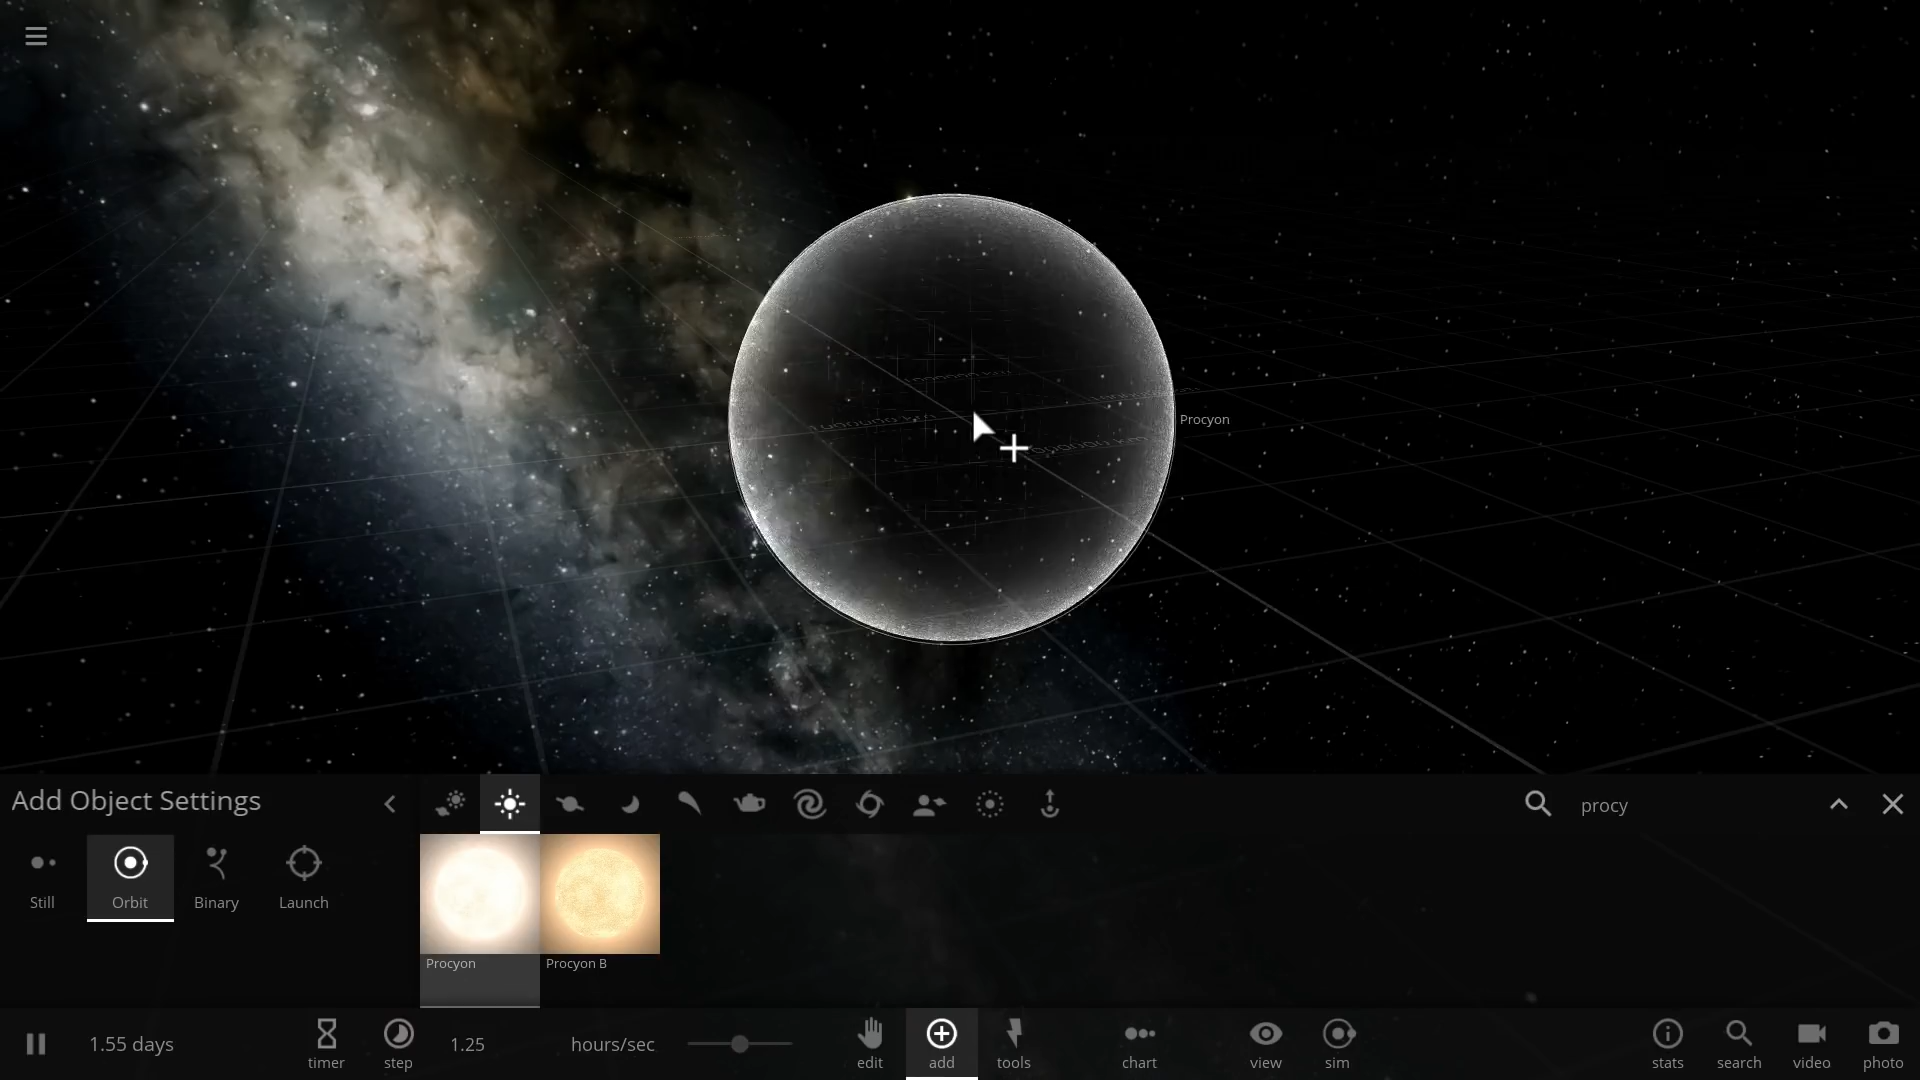 Procyon
Add Object Settings
procy
Still
Orbit
Binary
Launch
Procyon
Procyon B
1.55 days
timer
step
1.25
hours/sec
edit
add
tools
chart
view
sim
stats
search
video
photo